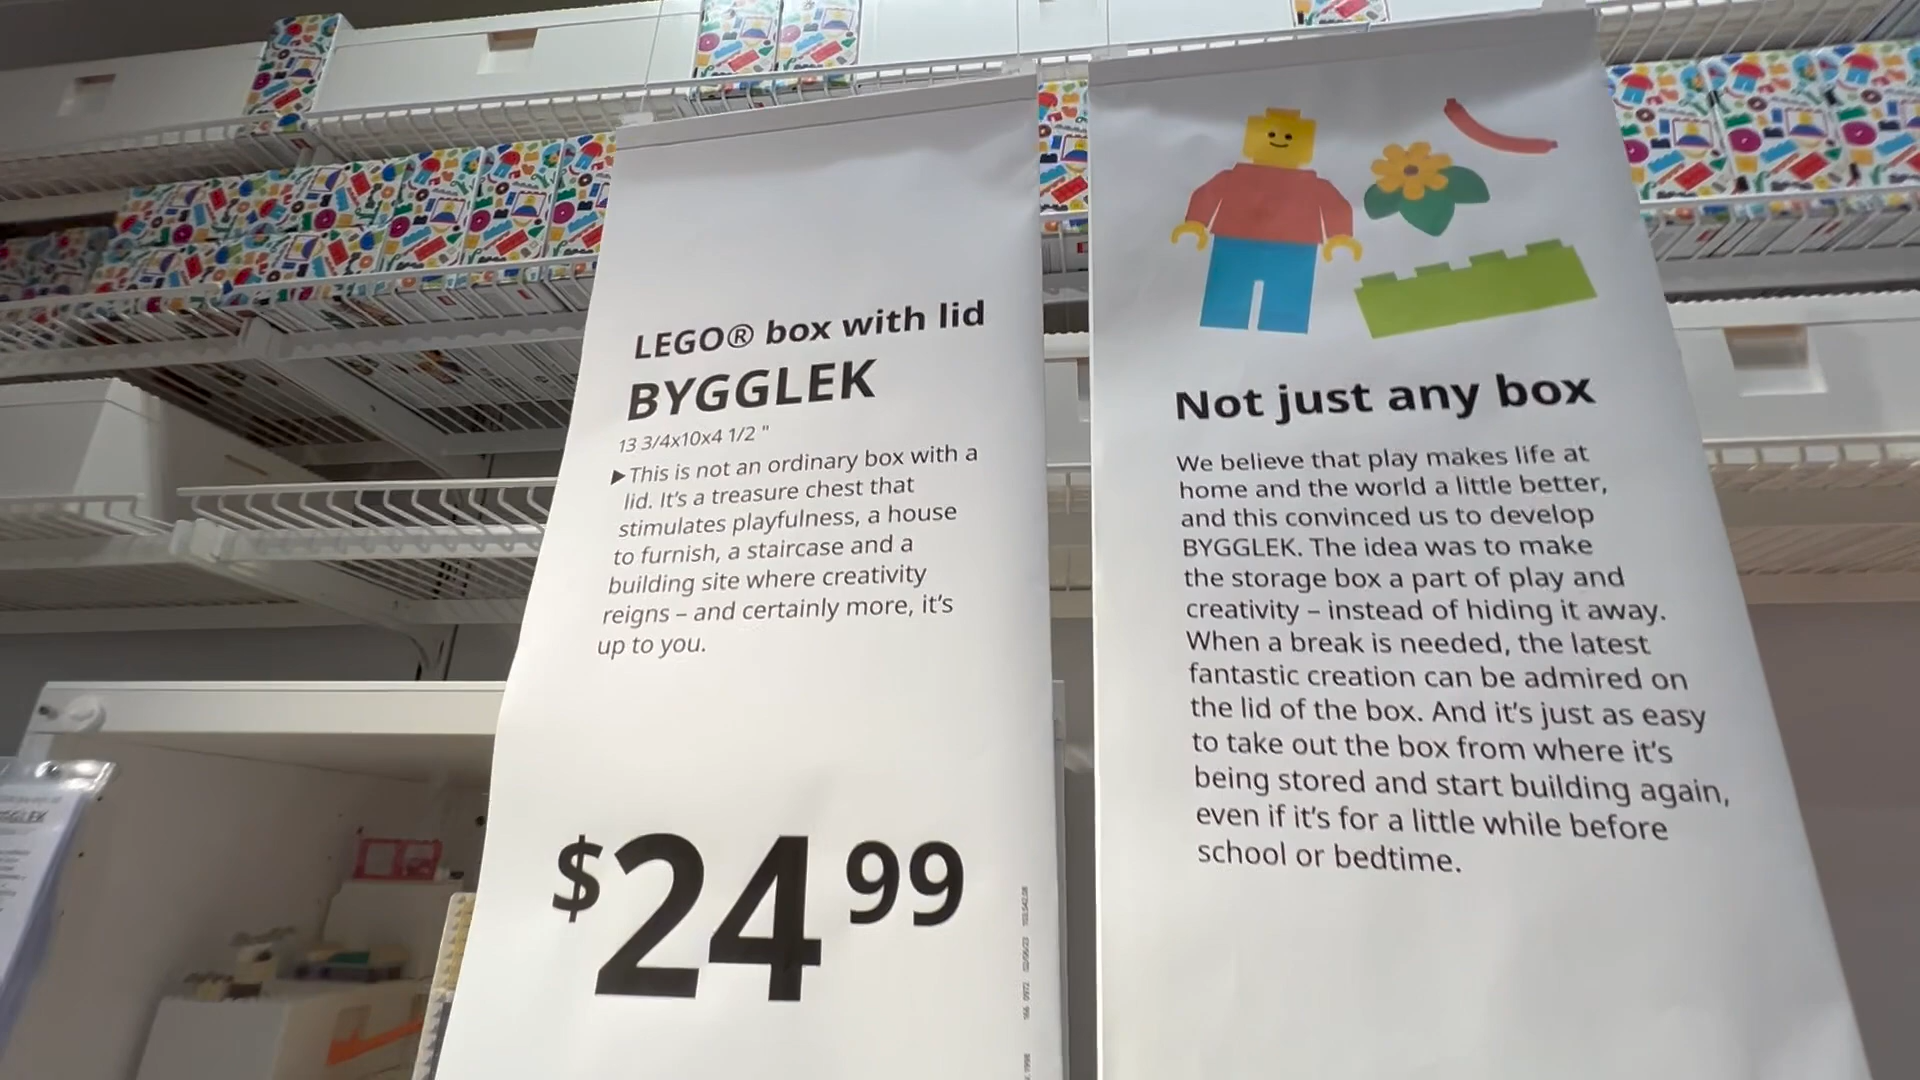 LEGO® box with lid
BYGGLEK
13 3/4x10x4 1/2 "
▶This is not an ordinary box with a
lid. It's a treasure chest that
stimulates playfulness, a house
to furnish, a staircase and a
building site where creativity
reigns – and certainly more, it's
up to you.
$24 99
Not just any box
We believe that play makes life at
home and the world a little better,
and this convinced us to develop
BYGGLEK. The idea was to make
the storage box a part of play and
creativity – instead of hiding it away.
When a break is needed, the latest
fantastic creation can be admired on
the lid of the box. And it's just as easy
to take out the box from where it's
being stored and start building again,
even if it's for a little while before
school or bedtime.